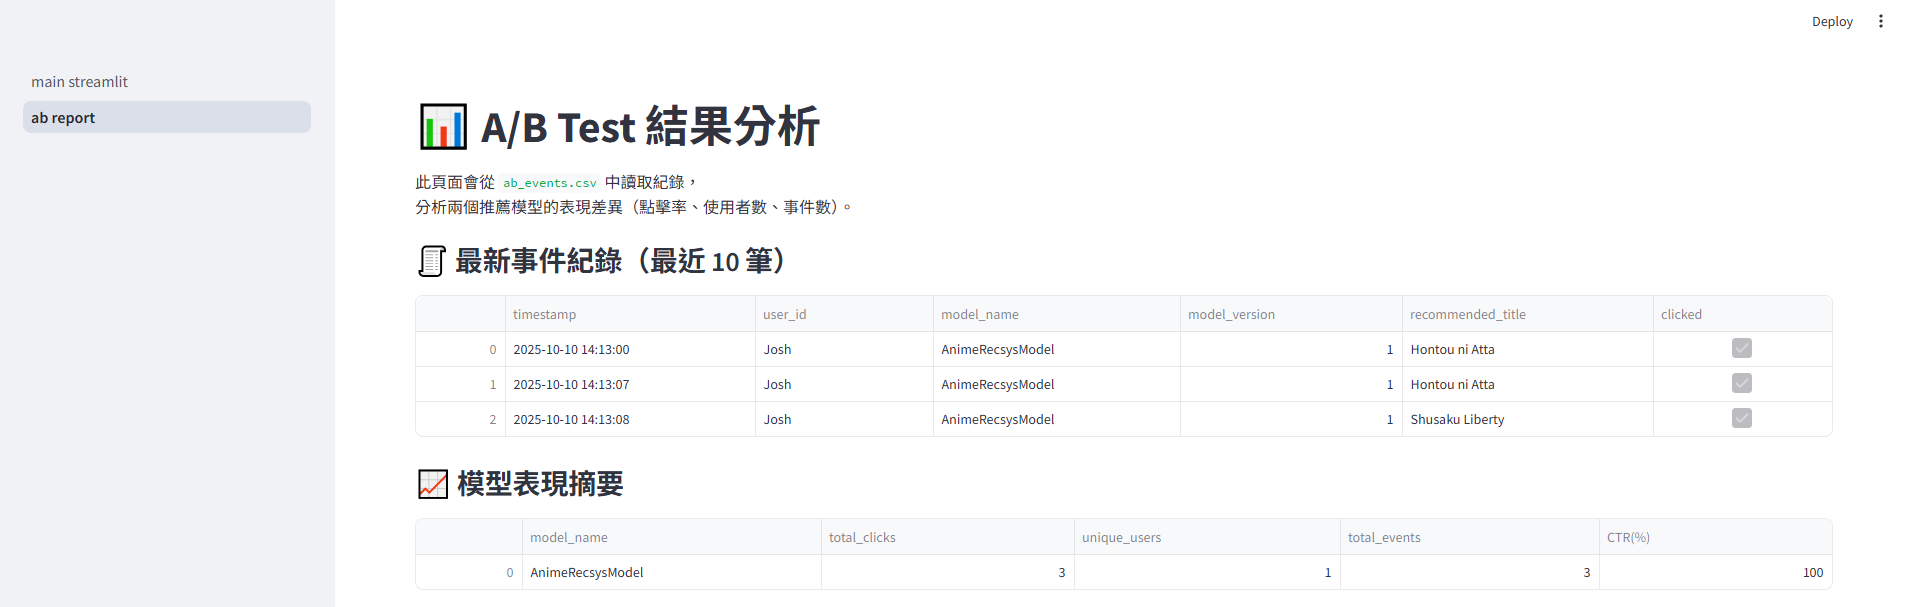 Deploy
main streamlit
ab report
A/B Test 結果分析
此頁面會從 ab_events.csv 中讀取紀錄，
分析兩個推薦模型的表現差異（點擊率、使用者數、事件數）。
最新事件紀錄（最近 10 筆）
timestamp user_id model_name model_version recommended_title clicked
0 2025-10-10 14:13:00 Josh AnimeRecsysModel 1 Hontou ni Atta
1 2025-10-10 14:13:07 Josh AnimeRecsysModel 1 Hontou ni Atta
2 2025-10-10 14:13:08 Josh AnimeRecsysModel 1 Shusaku Liberty
模型表現摘要
model_name total_clicks unique_users total_events CTR(%)
0 AnimeRecsysModel 3 1 3 100